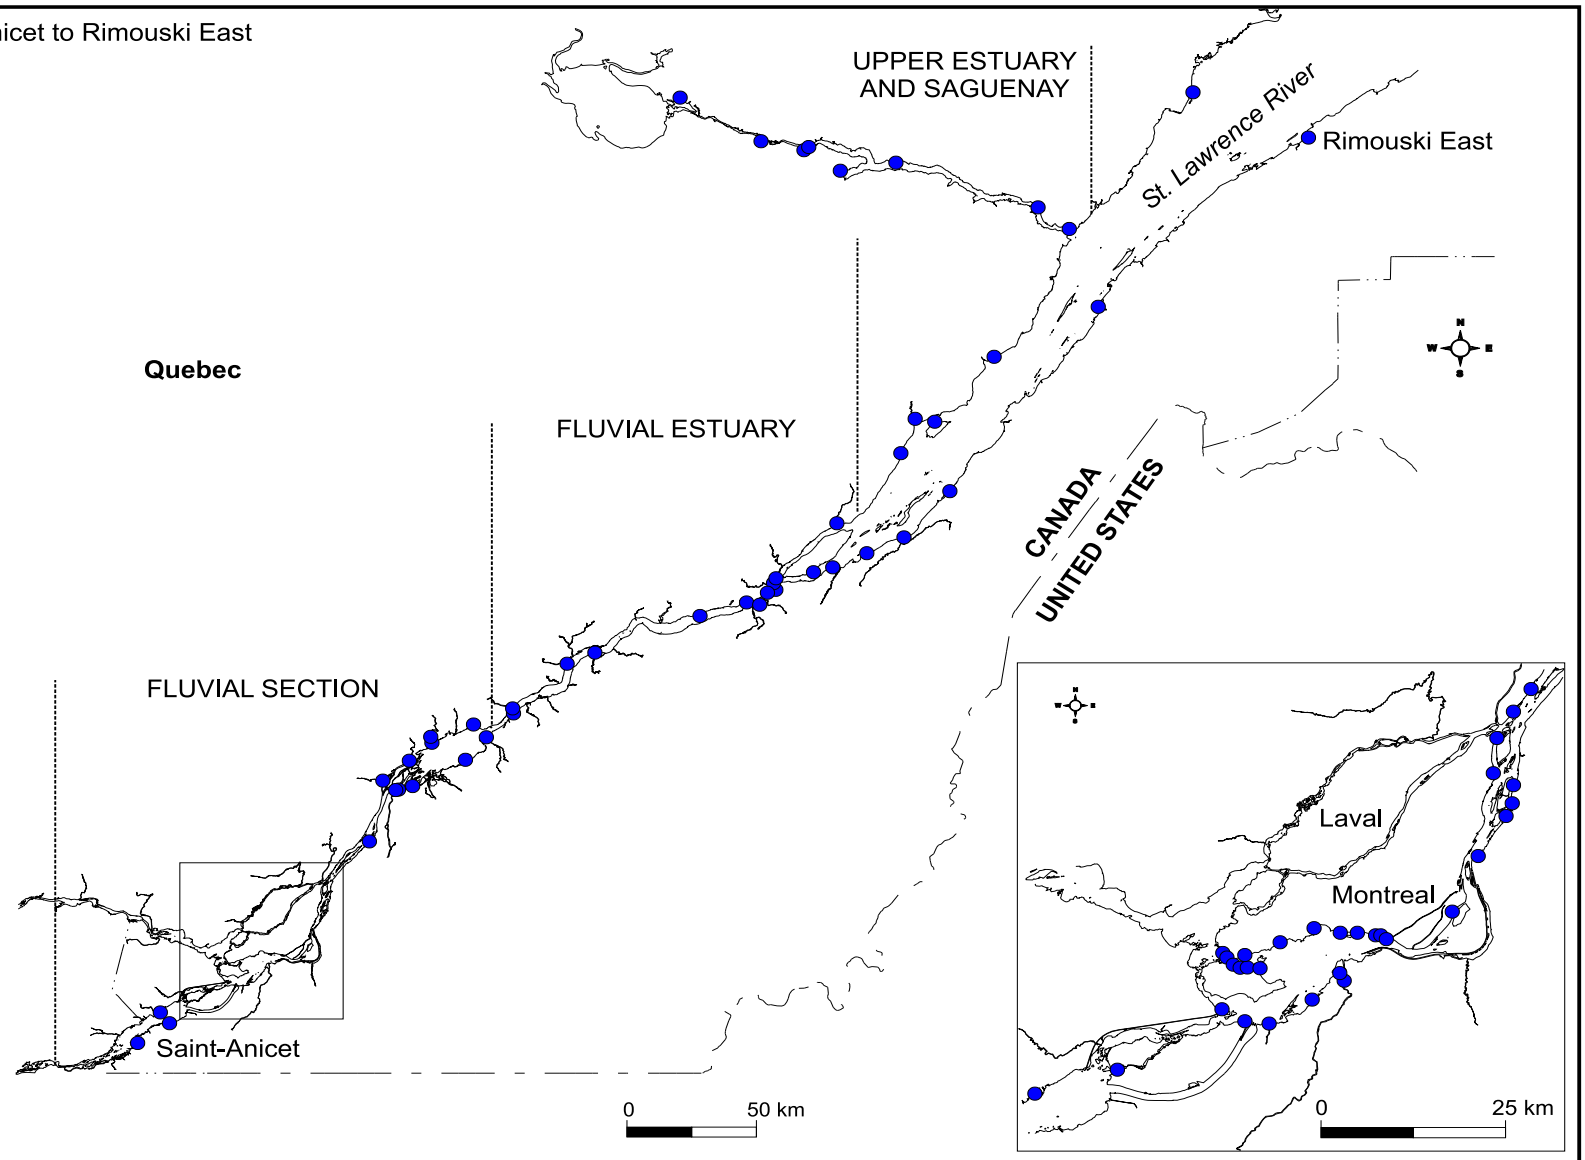 nicet to Rimouski East
UPPER ESTUARY
AND SAGUENAY
St. Lawrence River
Rimouski East
N
W E
S
Quebec
FLUVIAL ESTUARY
CANADA
UNITED STATES
FLUVIAL SECTION
N
W E
S
Laval
Montreal
Saint-Anicet
0 50 km
0 25 km